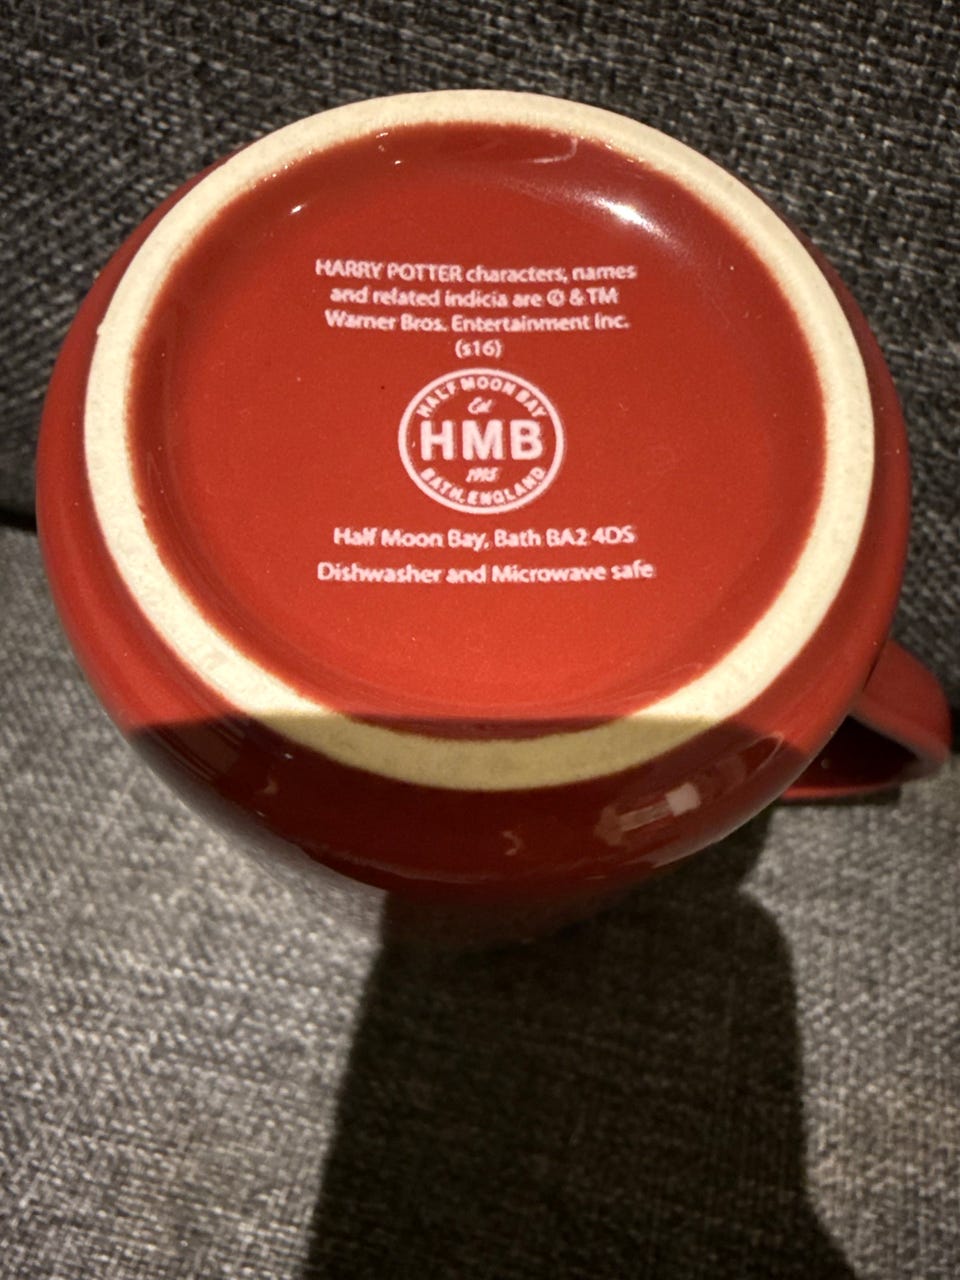 HARRY POTTER characters, names
and related indicia are © & TM
Warner Bros. Entertainment Inc.
(s16)
HALF MOON BAY
Est
HMB
1985
BATH, ENGLAND
Half Moon Bay, Bath BA2 4DS
Dishwasher and Microwave safe